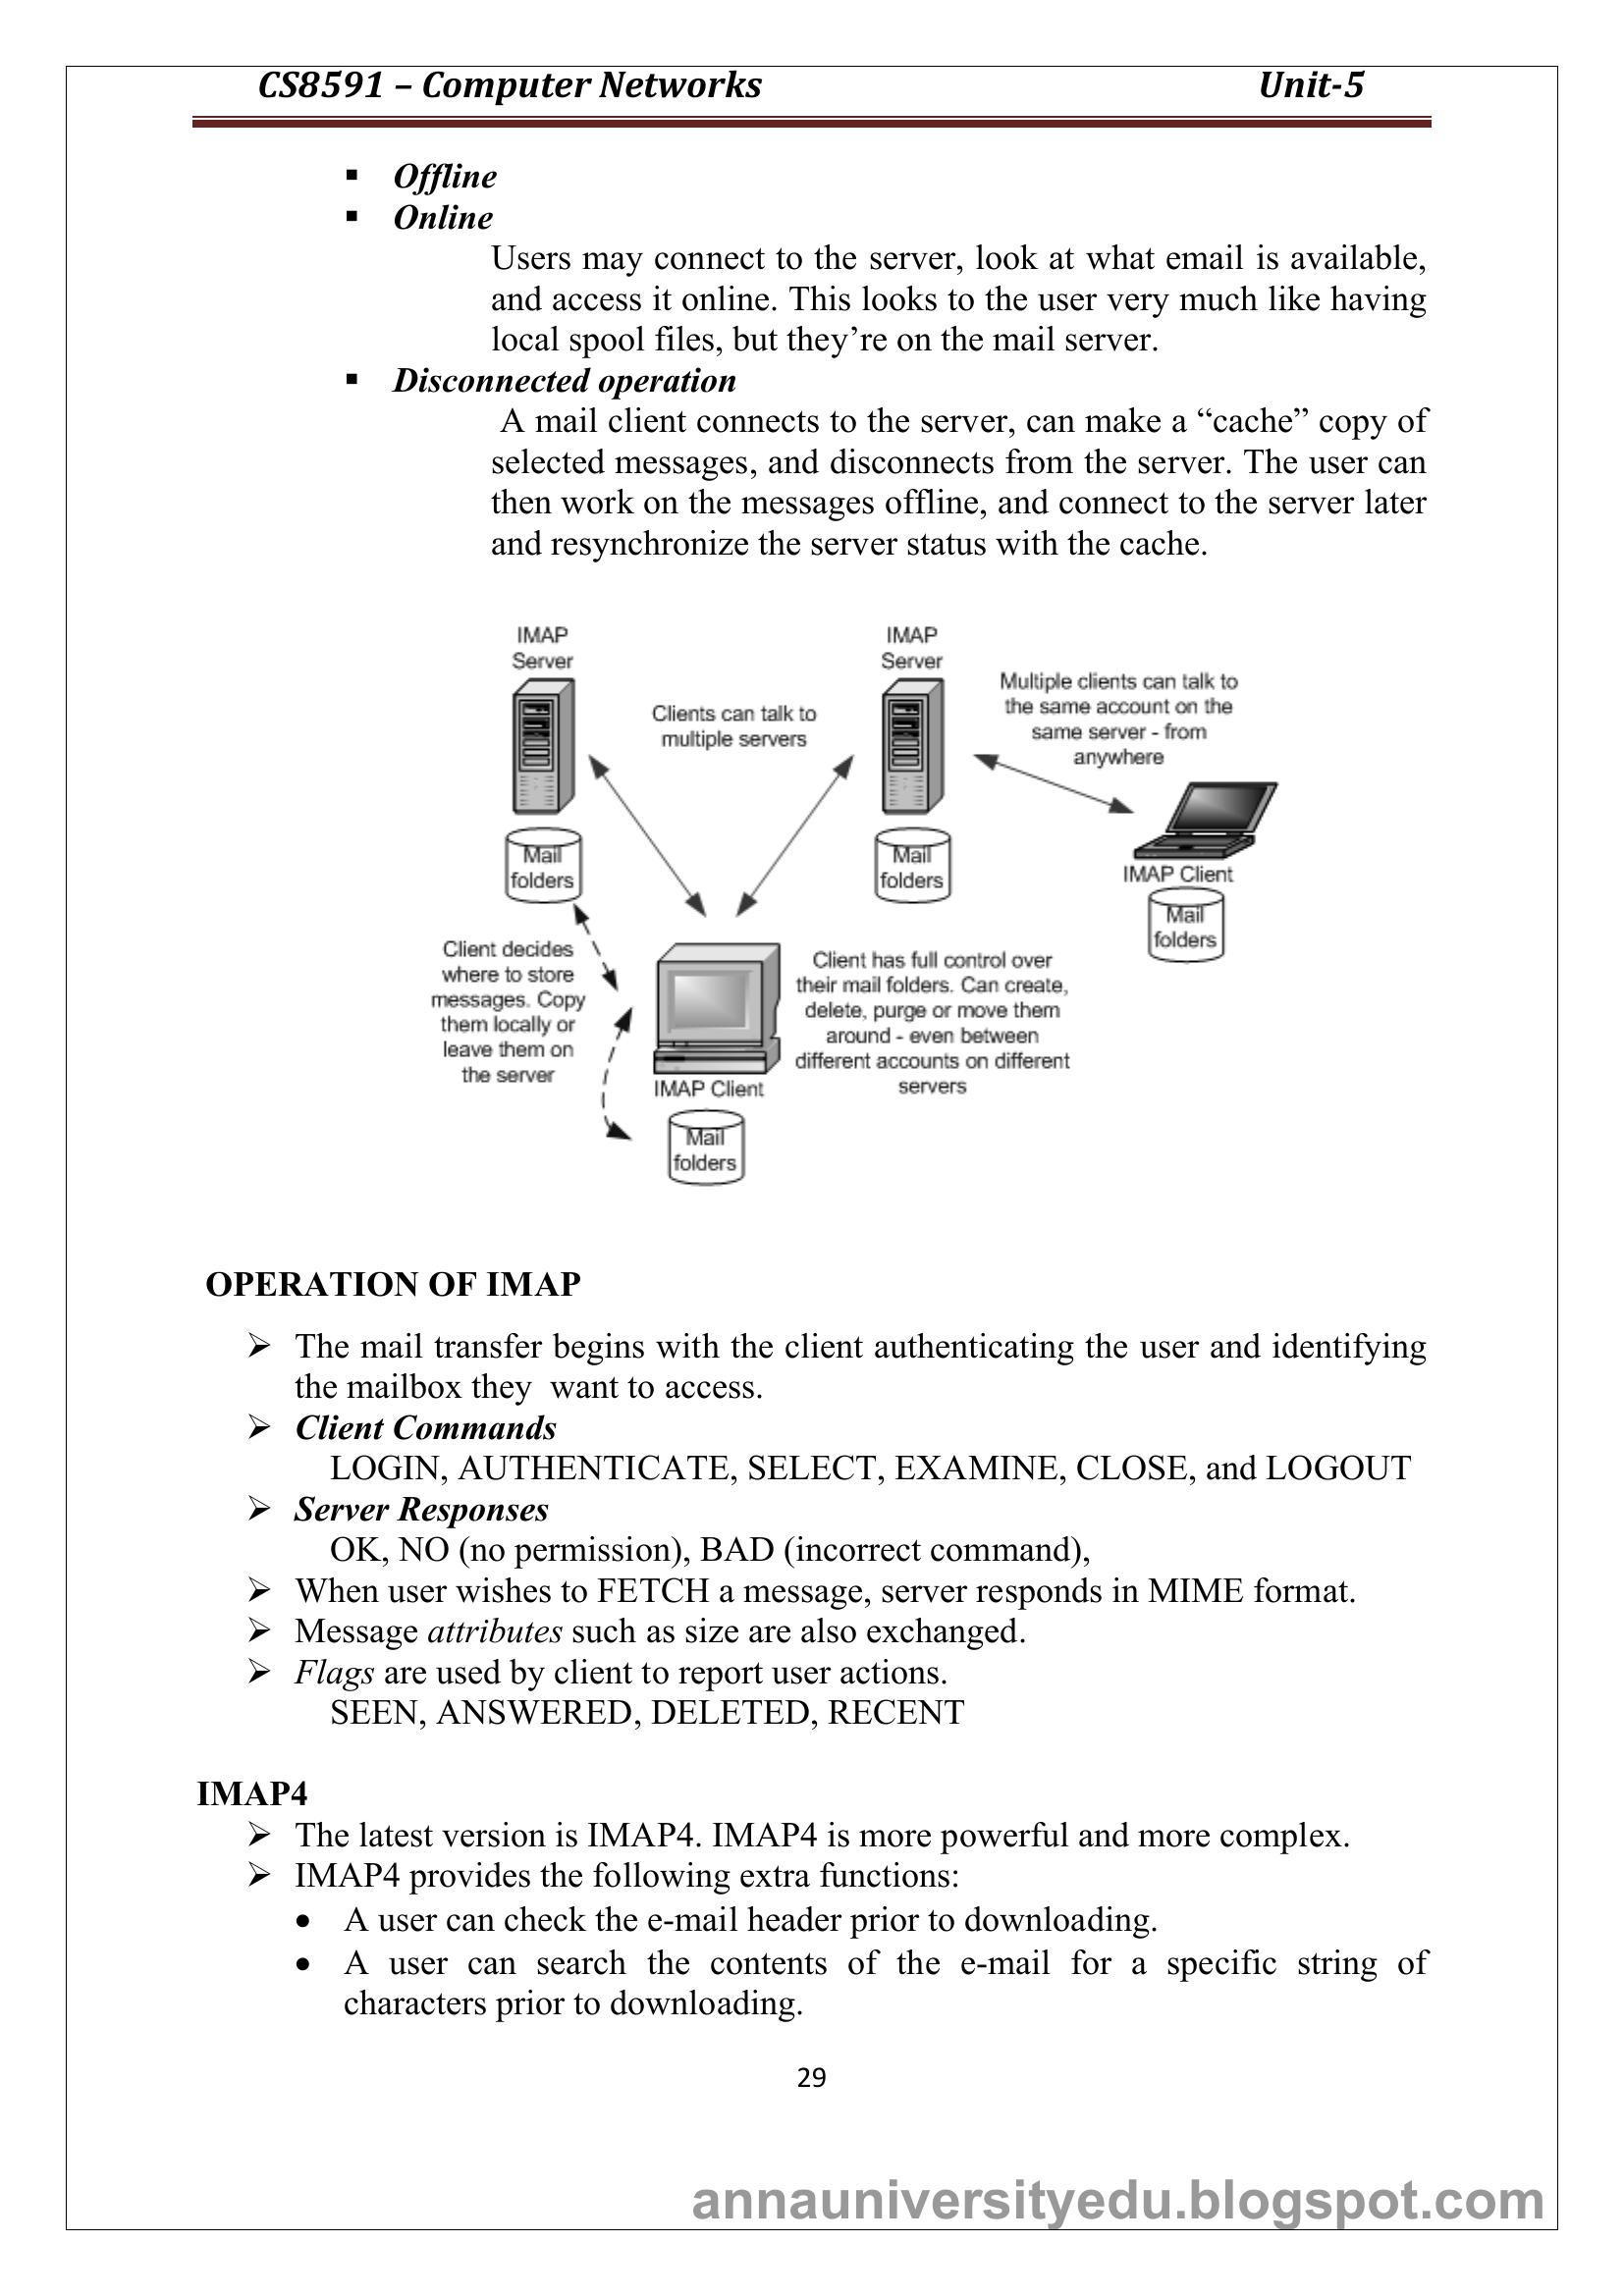 CS8591 – Computer Networks Unit-5
▪ Offline
▪ Online
Users may connect to the server, look at what email is available,
and access it online. This looks to the user very much like having
local spool files, but they’re on the mail server.
▪ Disconnected operation
A mail client connects to the server, can make a “cache” copy of
selected messages, and disconnects from the server. The user can
then work on the messages offline, and connect to the server later
and resynchronize the server status with the cache.
IMAP
Server
Clients can talk to
multiple servers
IMAP
Server
Multiple clients can talk to
the same account on the
same server - from
anywhere
Mail
folders
Mail
folders
IMAP Client
Mail
folders
Client decides
where to store
messages. Copy
them locally or
leave them on
the server
Client has full control over
their mail folders. Can create,
delete, purge or move them
around - even between
different accounts on different
servers
IMAP Client
Mail
folders
OPERATION OF IMAP
➢ The mail transfer begins with the client authenticating the user and identifying
the mailbox they want to access.
➢ Client Commands
LOGIN, AUTHENTICATE, SELECT, EXAMINE, CLOSE, and LOGOUT
➢ Server Responses
OK, NO (no permission), BAD (incorrect command),
➢ When user wishes to FETCH a message, server responds in MIME format.
➢ Message attributes such as size are also exchanged.
➢ Flags are used by client to report user actions.
SEEN, ANSWERED, DELETED, RECENT
IMAP4
➢ The latest version is IMAP4. IMAP4 is more powerful and more complex.
➢ IMAP4 provides the following extra functions:
• A user can check the e-mail header prior to downloading.
• A user can search the contents of the e-mail for a specific string of
characters prior to downloading.
29
annauniversityedu.blogspot.com